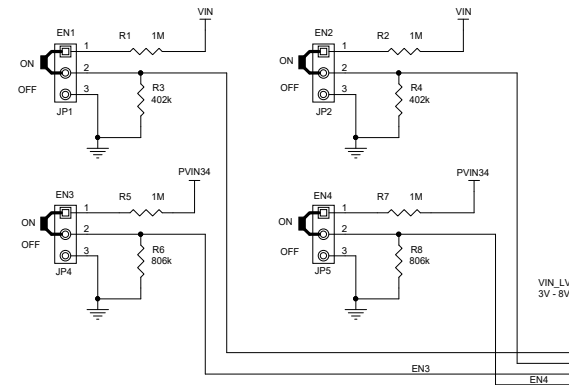 VIN
EN1
R1 1M
1
ON
2
OFF
3
R3
402k
JP1
VIN
EN2
R2 1M
1
ON
2
OFF
3
R4
402k
JP2
PVIN34
EN3
R5 1M
1
ON
2
OFF
3
R6
806k
JP4
PVIN34
EN4
R7 1M
1
ON
2
OFF
3
R8
806k
JP5
VIN_LV
3V - 8V
EN3
EN4